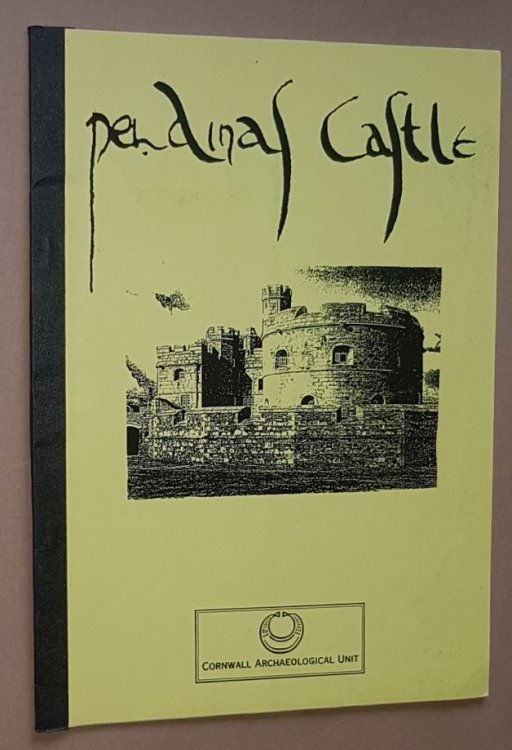 pendinas Castle
CORNWALL ARCHAEOLOGICAL UNIT